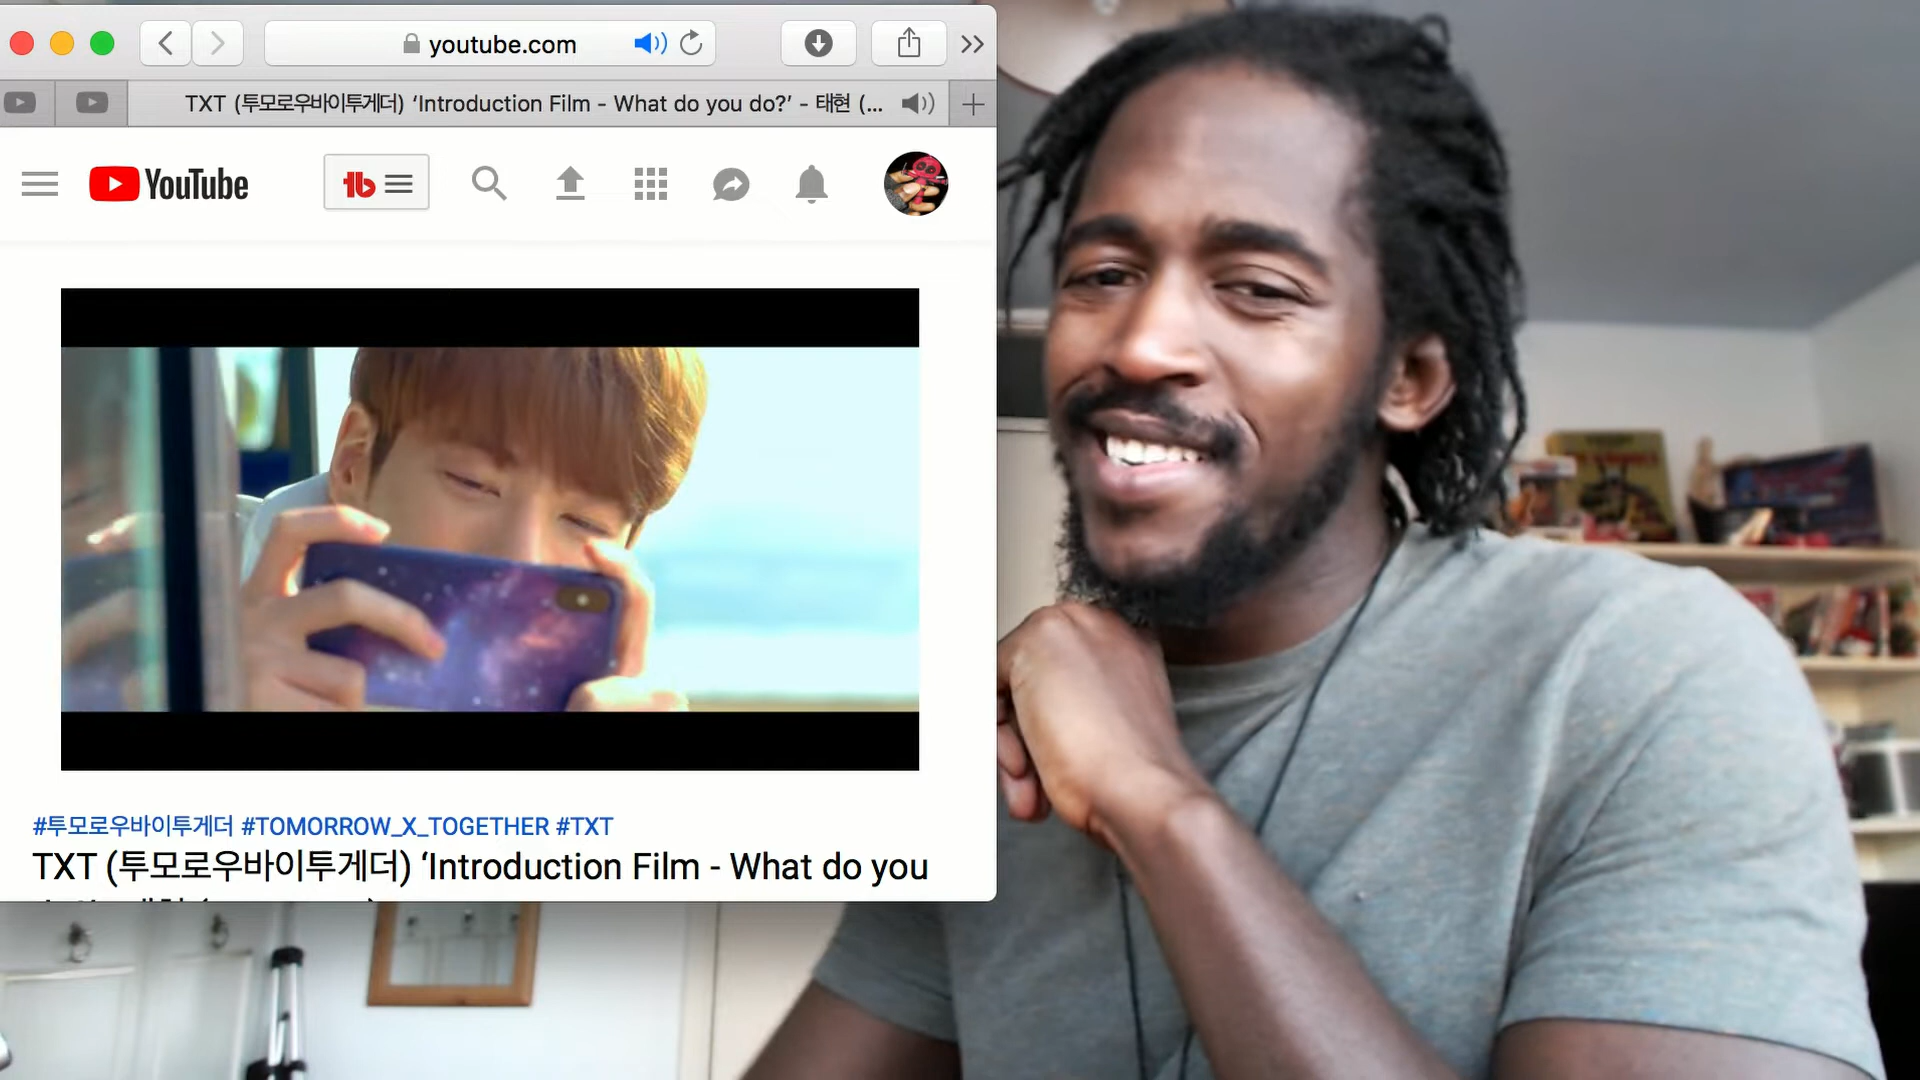 youtube.com
TXT (투모로우바이투게더) ‘Introduction Film - What do you do?’ - 태현 (...
YouTube
#투모로우바이투게더 #TOMORROW_X_TOGETHER #TXT
TXT (투모로우바이투게더) ‘Introduction Film - What do you